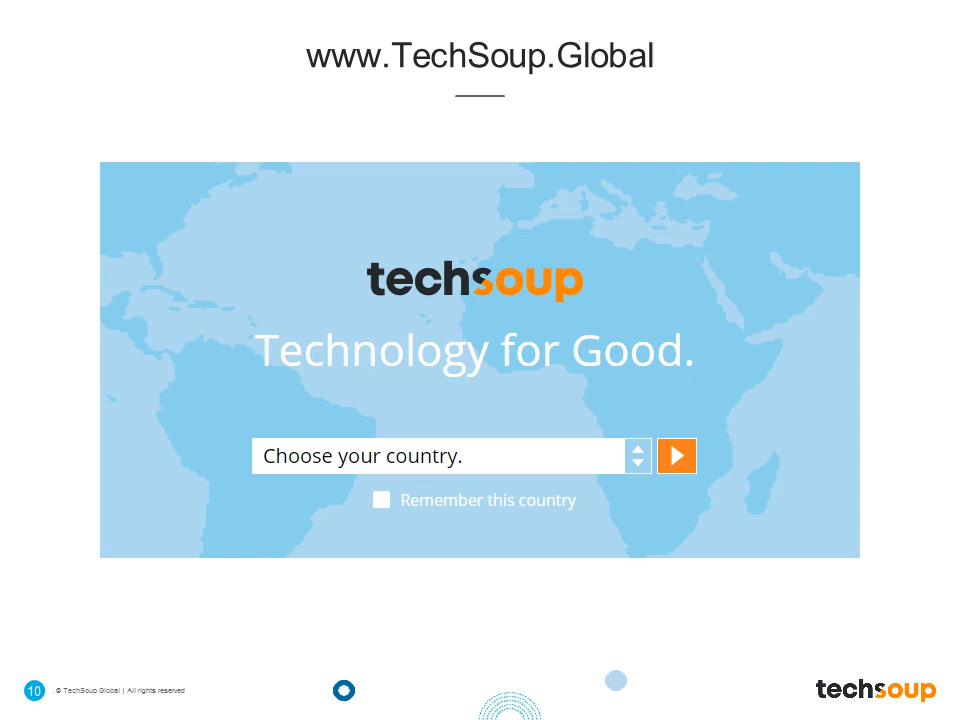 www.TechSoup.Global
techsoup
Technology for Good.
Choose your country.
Remember this country
10 . © TechSoup Global | All rights reserved
techsoup